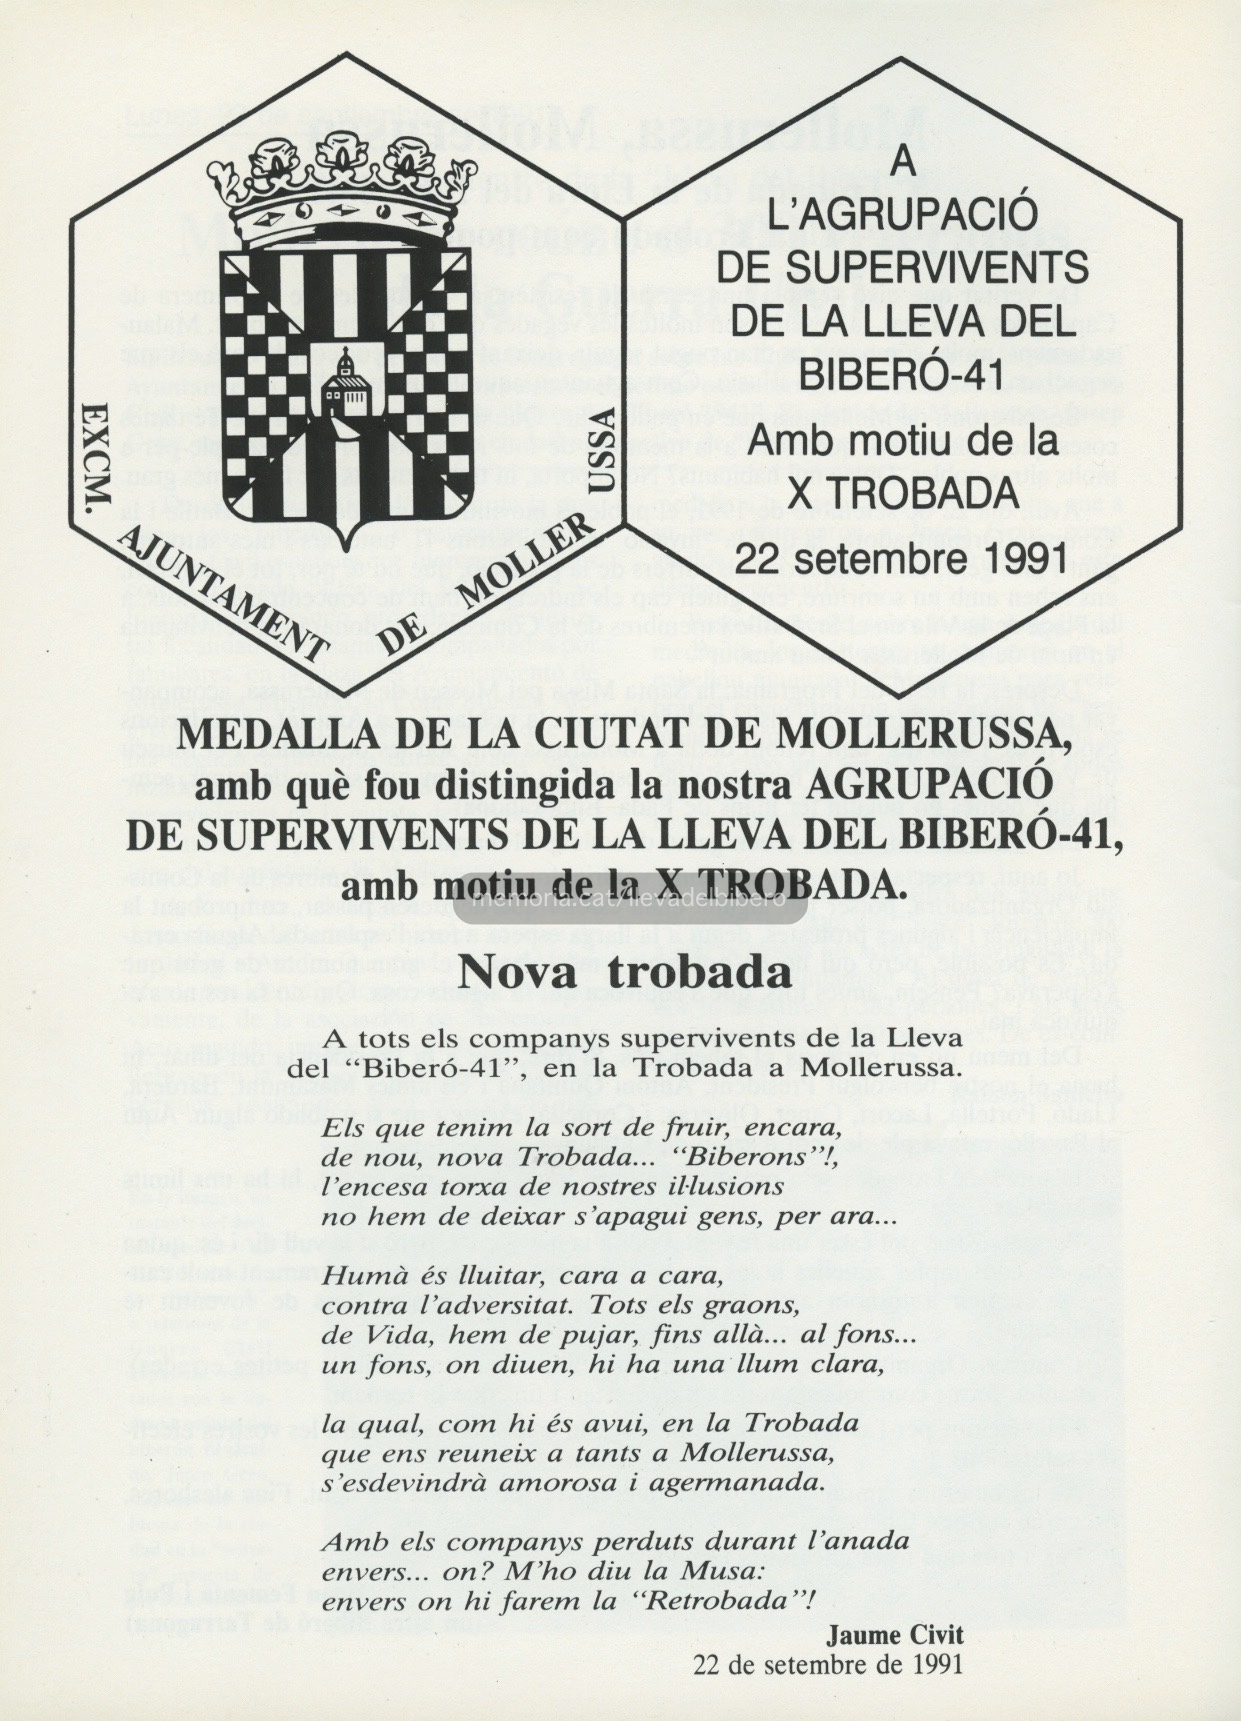 EXCM. AJUNTAMENT DE MOLLER USSA
A
L'AGRUPACIÓ
DE SUPERVIVENTS
DE LA LLEVA DEL
BIBERÓ-41
Amb motiu de la
X TROBADA
22 setembre 1991
MEDALLA DE LA CIUTAT DE MOLLERUSSA,
amb què fou distingida la nostra AGRUPACIÓ
DE SUPERVIVENTS DE LA LLEVA DEL BIBERÓ-41,
amb motiu de la X TROBADA.
memoria.cat/llevadelbibero
Nova trobada
A tots els companys supervivents de la Lleva
del “Biberó-41”, en la Trobada a Mollerussa.
Els que tenim la sort de fruir, encara,
de nou, nova Trobada... “Biberons”!,
l'encesa torxa de nostres il·lusions
no hem de deixar s'apagui gens, per ara...
Humà és lluitar, cara a cara,
contra l'adversitat. Tots els graons,
de Vida, hem de pujar, fins allà... al fons...
un fons, on diuen, hi ha una llum clara,
la qual, com hi és avui, en la Trobada
que ens reuneix a tants a Mollerussa,
s'esdevindrà amorosa i agermanada.
Amb els companys perduts durant l'anada
envers... on? M'ho diu la Musa:
envers on hi farem la “Retrobada”!
Jaume Civit
22 de setembre de 1991